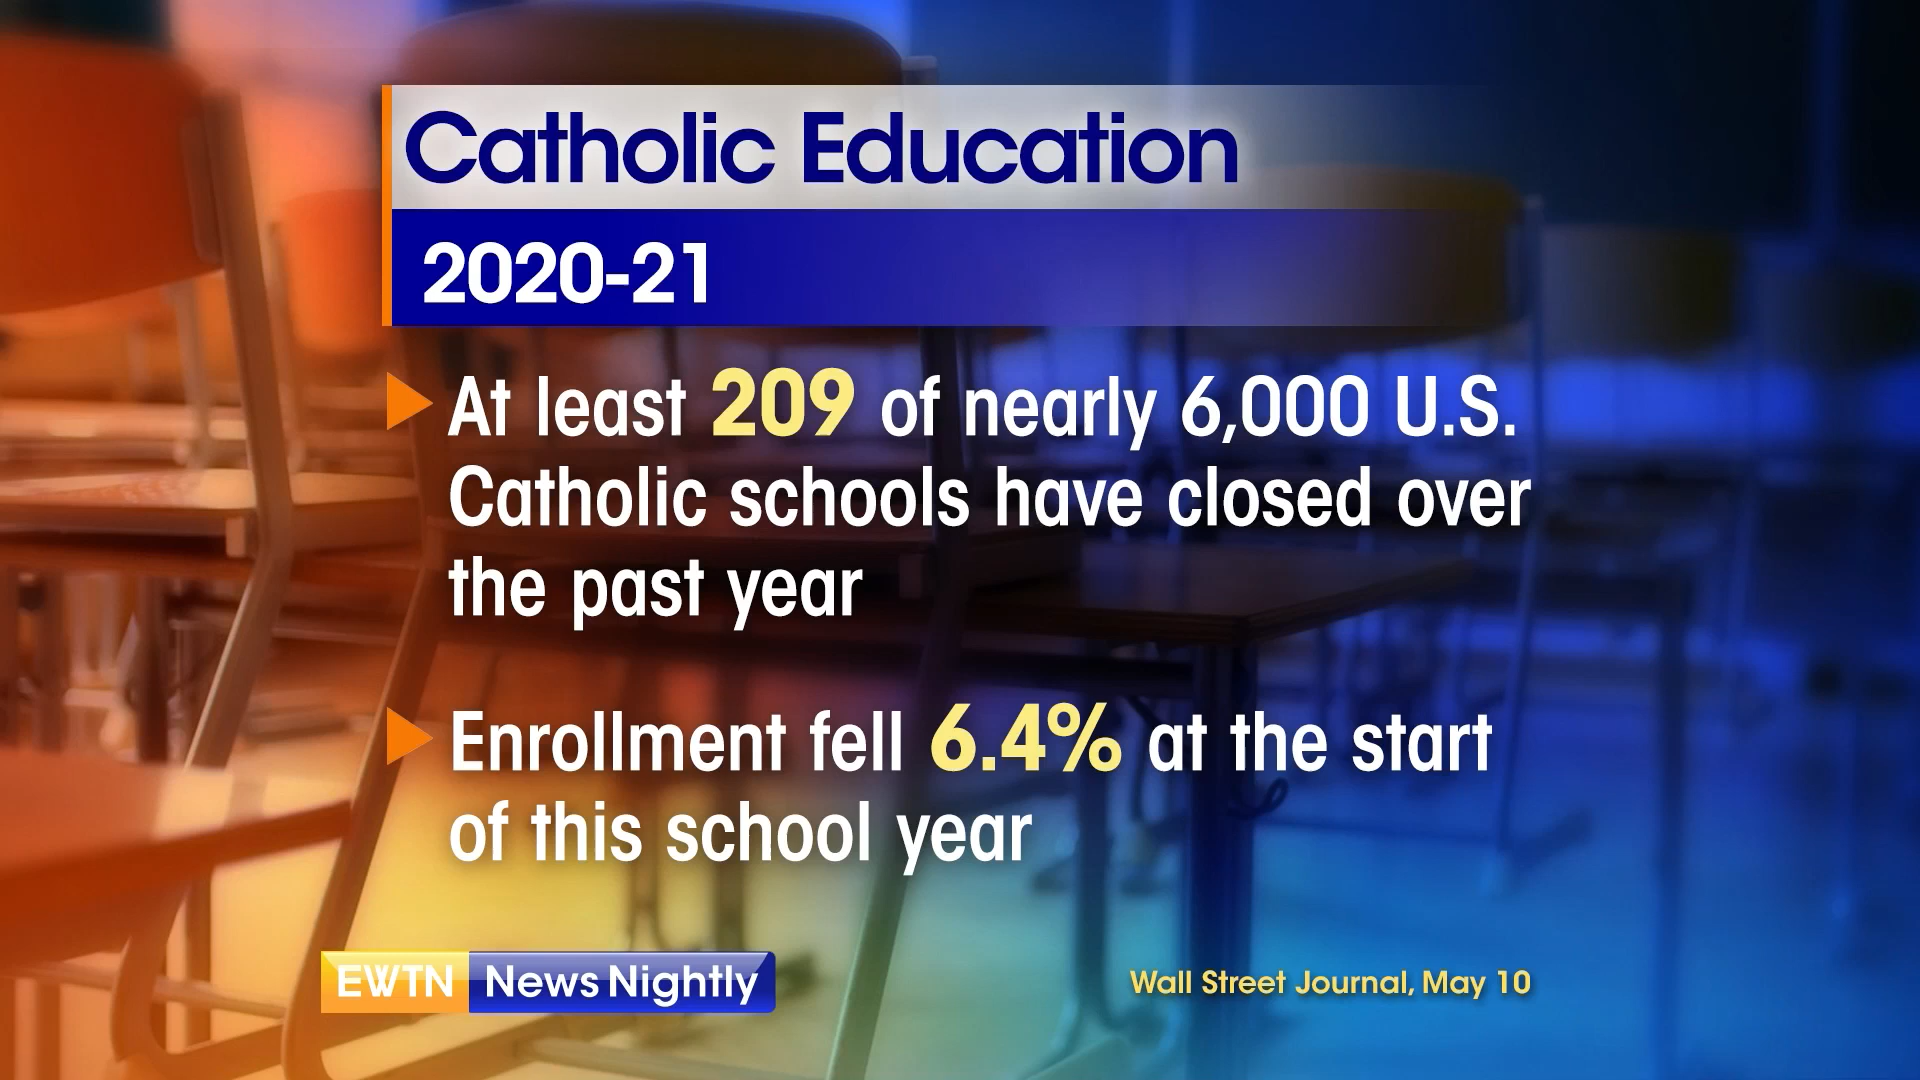 Catholic Education
2020-21
At least 209 of nearly 6,000 U.S.
Catholic schools have closed over
the past year
Enrollment fell 6.4% at the start
of this school year
EWTN News Nightly
Wall Street Journal, May 10